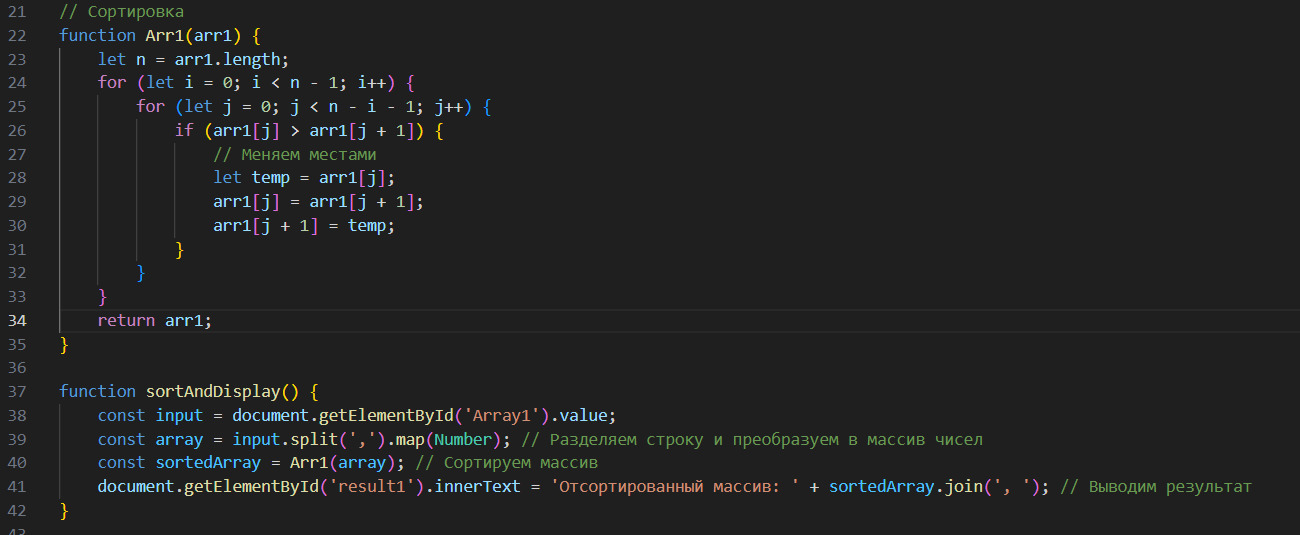 21 // Сортировка
22 function Arr1(arr1) {
23     let n = arr1.length;
24     for (let i = 0; i < n - 1; i++) {
25         for (let j = 0; j < n - i - 1; j++) {
26             if (arr1[j] > arr1[j + 1]) {
27                 // Меняем местами
28                 let temp = arr1[j];
29                 arr1[j] = arr1[j + 1];
30                 arr1[j + 1] = temp;
31             }
32         }
33     }
34     return arr1;
35 }
36
37 function sortAndDisplay() {
38     const input = document.getElementById('Array1').value;
39     const array = input.split(',').map(Number); // Разделяем строку и преобразуем в массив чисел
40     const sortedArray = Arr1(array); // Сортируем массив
41     document.getElementById('result1').innerText = 'Отсортированный массив: ' + sortedArray.join(', '); // Выводим результат
42 }
43